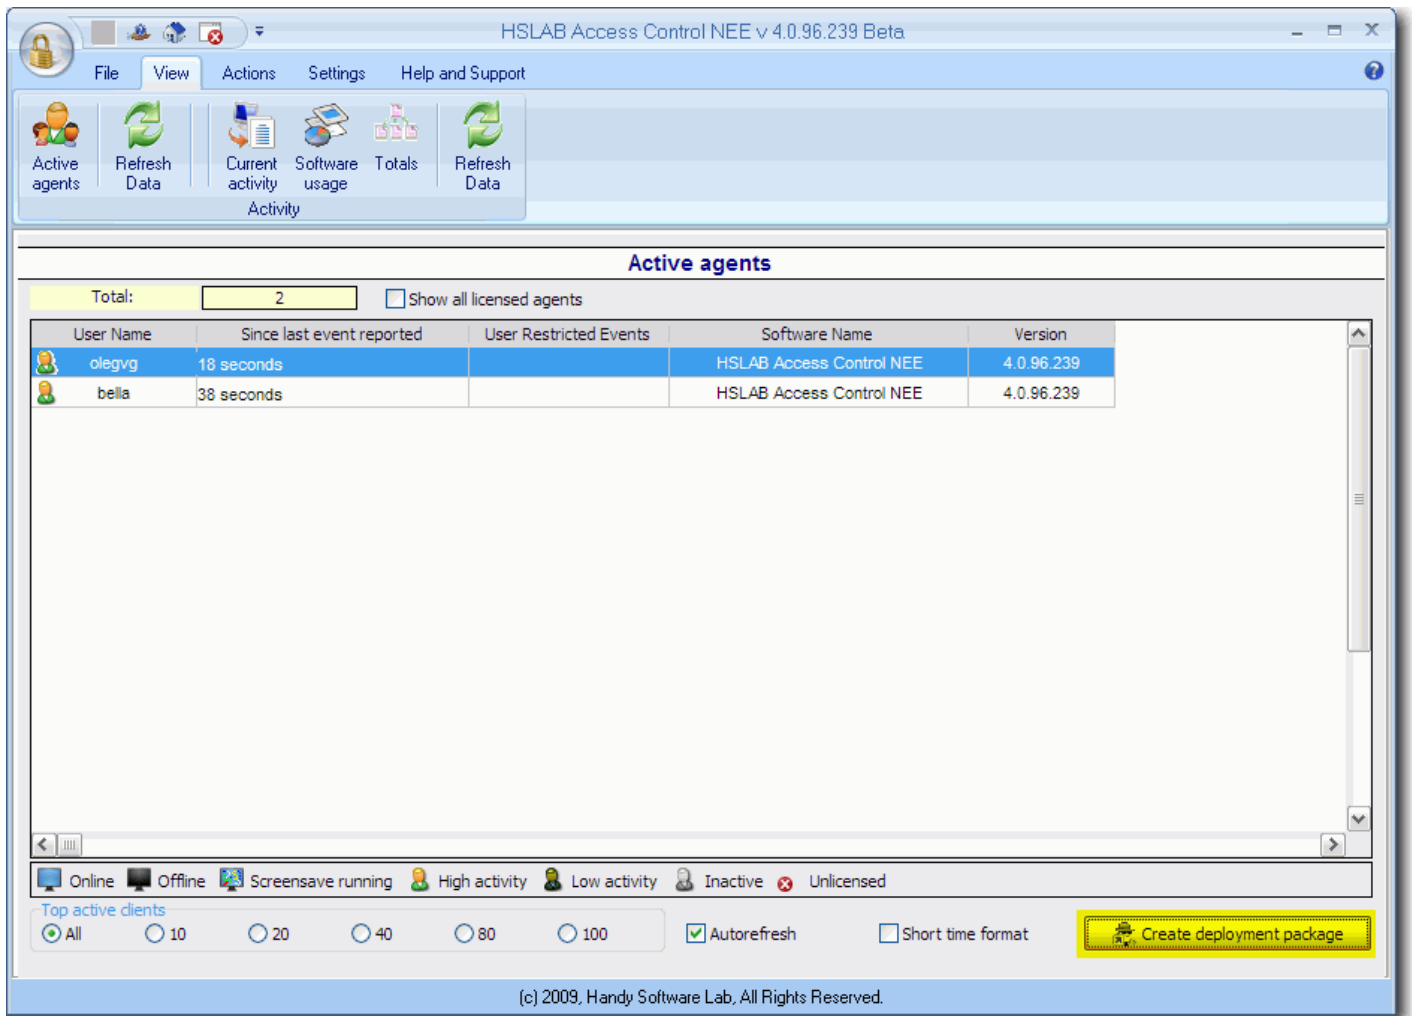 HSLAB Access Control NEE v 4.0.96.239 Beta
File View Actions Settings Help and Support
Active agents
Refresh Data
Current activity
Software usage
Totals
Refresh Data
Activity
Active agents
Total: 2 Show all licensed agents
User Name Since last event reported User Restricted Events Software Name Version
olegvg 18 seconds HSLAB Access Control NEE 4.0.96.239
bella 38 seconds HSLAB Access Control NEE 4.0.96.239
Online Offline Screensave running High activity Low activity Inactive Unlicensed
Top active clients
All 10 20 40 80 100 Autorefresh Short time format Create deployment package
(c) 2009, Handy Software Lab, All Rights Reserved.